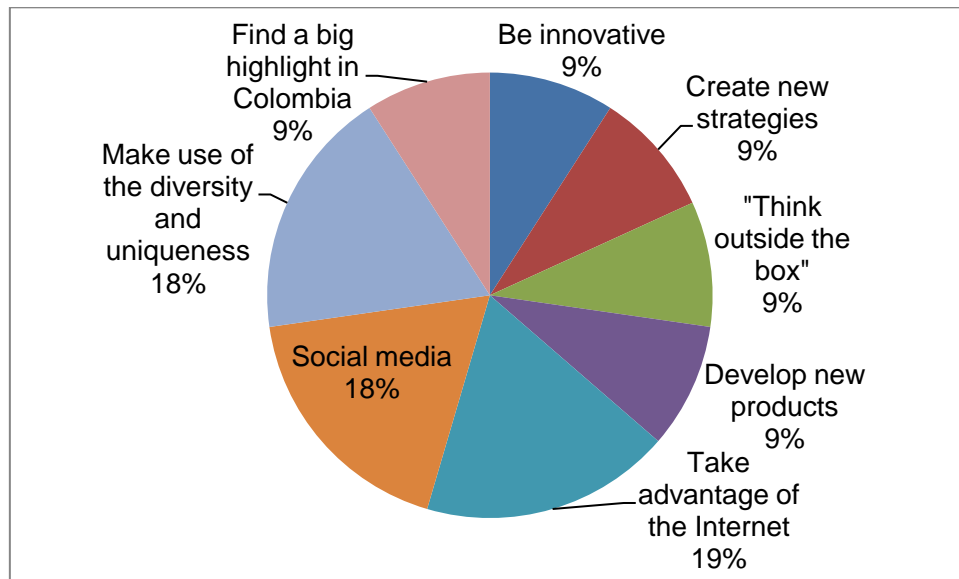 Be innovative
9%
Create new
strategies
9%
"Think
outside the
box"
9%
Develop new
products
9%
Take
advantage of
the Internet
19%
Social media
18%
Make use of
the diversity
and
uniqueness
18%
Find a big
highlight in
Colombia
9%